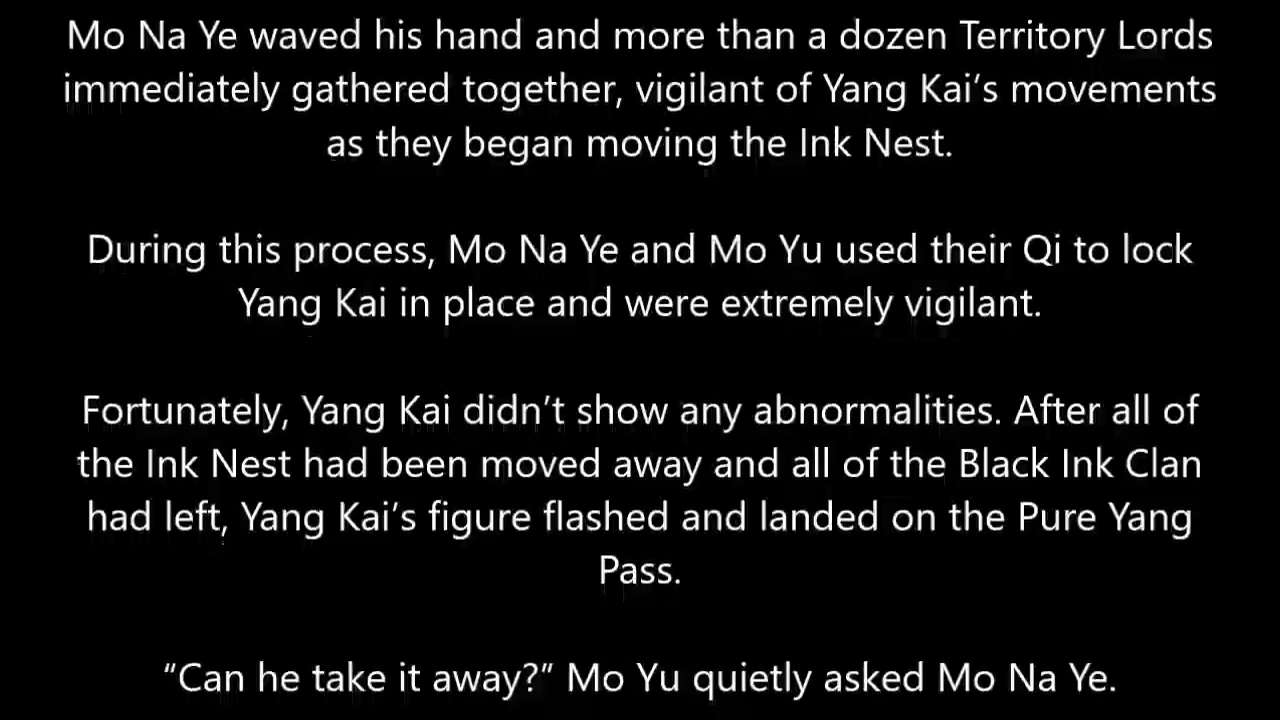 Mo Na Ye waved his hand and more than a dozen Territory Lords
immediately gathered together, vigilant of Yang Kai’s movements
as they began moving the Ink Nest.
During this process, Mo Na Ye and Mo Yu used their Qi to lock
Yang Kai in place and were extremely vigilant.
Fortunately, Yang Kai didn’t show any abnormalities. After all of
the Ink Nest had been moved away and all of the Black Ink Clan
had left, Yang Kai’s figure flashed and landed on the Pure Yang
Pass.
“Can he take it away?” Mo Yu quietly asked Mo Na Ye.